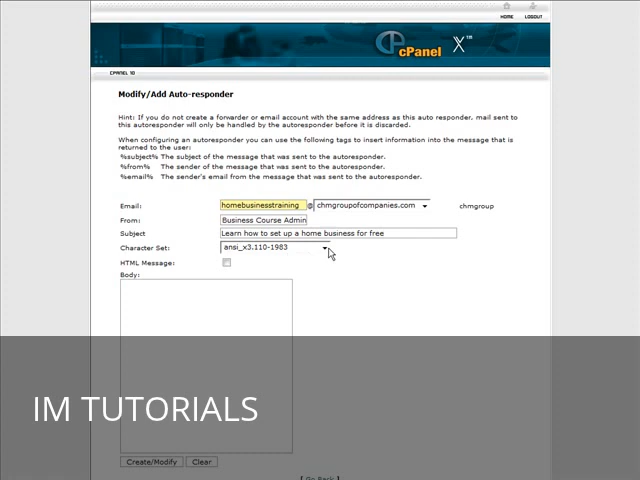 HOME LOGOUT
cPanel X™
CPANEL 10
Modify/Add Auto-responder
Hint: If you do not create a forwarder or email account with the same address as this auto responder, mail sent to
this autoresponder will only be handled by the autoresponder before it is discarded.
When configuring an autoresponder you can use the following tags to insert information into the message that is
returned to the user:
%subject% The subject of the message that was sent to the autoresponder.
%from% The sender of the message that was sent to the autoresponder.
%email% The sender's email from the message that was sent to the autoresponder.
Email: homebusinesstraining @ chmgroupofcompanies.com chmgroup
From: Business Course Admin
Subject Learn how to set up a home business for free
Character Set: ansi_x3.110-1983
HTML Message:
Body:
IM TUTORIALS
Create/Modify Clear
[ Go Back ]